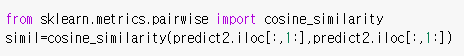 from sklearn.metrics.pairwise import cosine_similarity
simil=cosine_similarity(predict2.iloc[:,1:],predict2.iloc[:,1:])